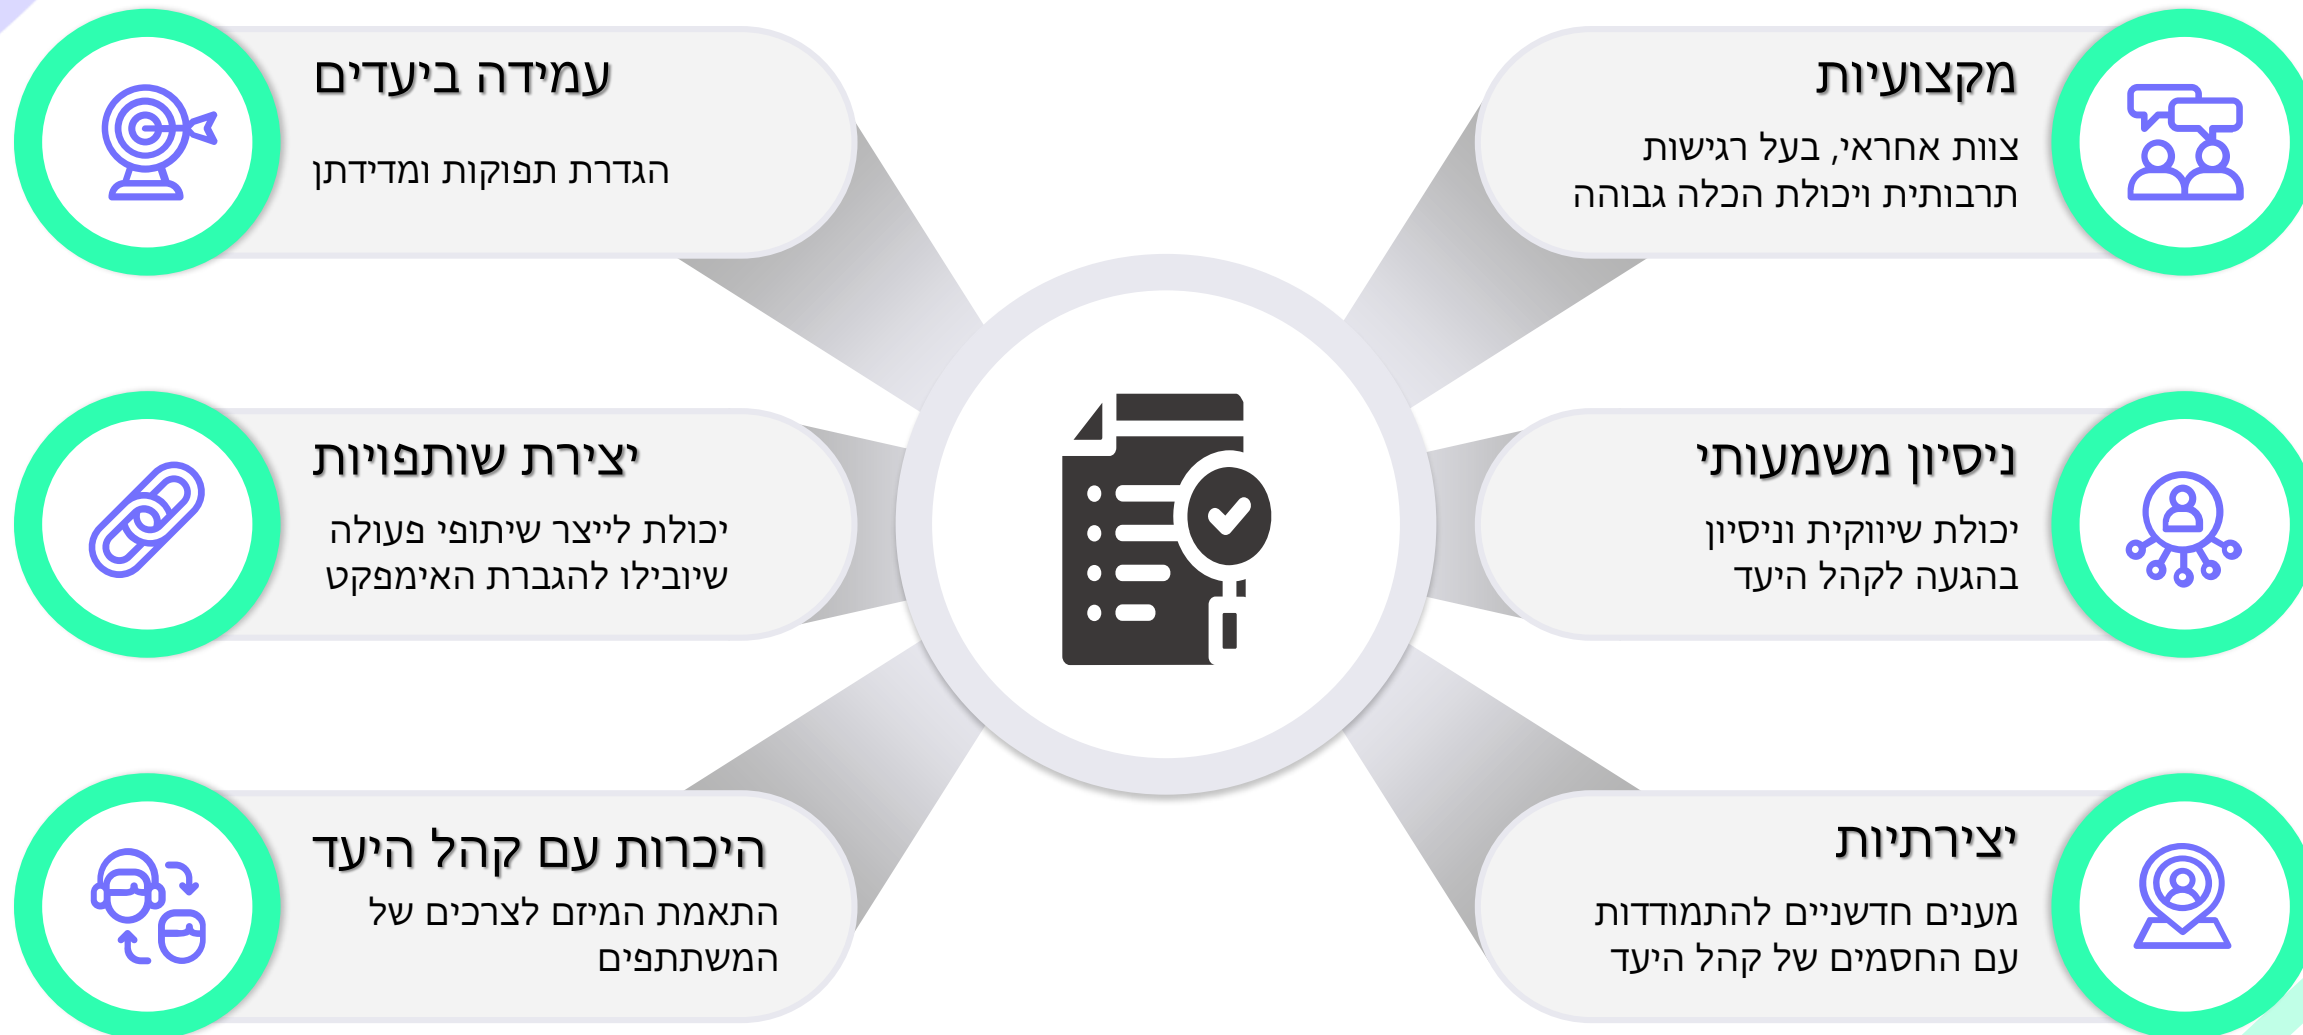 מקצועיות
צוות אחראי, בעל רגישות
תרבותית ויכולת הכלה גבוהה
ניסיון משמעותי
יכולת שיווקית וניסיון
בהגעה לקהל היעד
יצירתיות
מענים חדשניים להתמודדות
עם החסמים של קהל היעד
עמידה ביעדים
הגדרת תפוקות ומדידתן
יצירת שותפויות
יכולת לייצר שיתופי פעולה
שיובילו להגברת האימפקט
היכרות עם קהל היעד
התאמת המיזם לצרכים של
המשתתפים